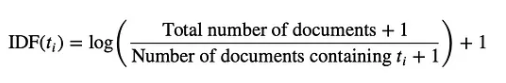 IDF(tᵢ) = log( (Total number of documents + 1) / (Number of documents containing tᵢ + 1) ) + 1